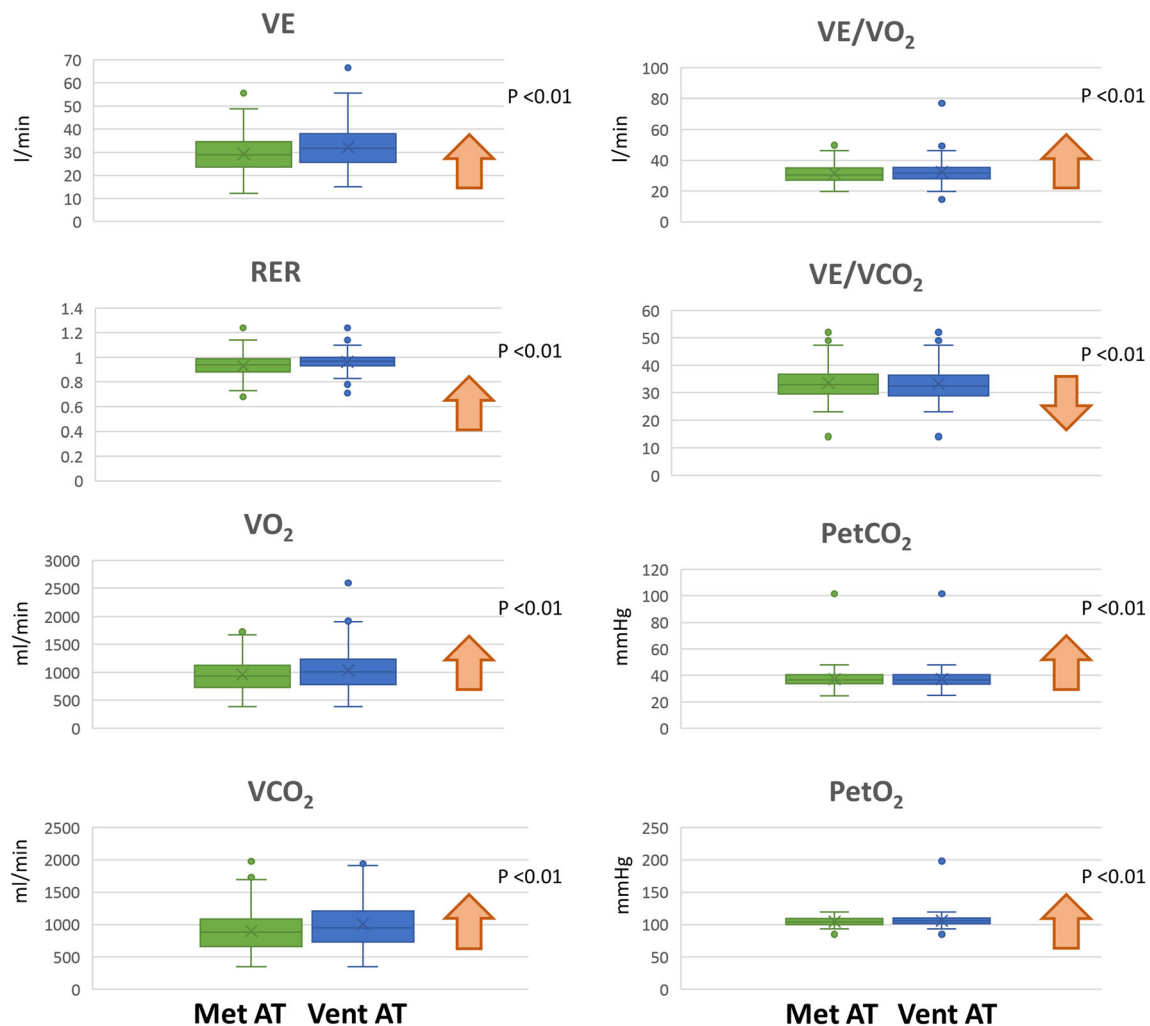 VE
70
60
50
40
30
20
10
0
l/min
P <0.01
VE/VO₂
100
80
60
40
20
0
l/min
P <0.01
RER
1.4
1.2
1
0.8
0.6
0.4
0.2
0
P <0.01
VE/VCO₂
60
50
40
30
20
10
0
P <0.01
VO₂
3000
2500
2000
1500
1000
500
0
ml/min
P <0.01
PetCO₂
120
100
80
60
40
20
0
mmHg
P <0.01
VCO₂
2500
2000
1500
1000
500
0
ml/min
P <0.01
Met AT Vent AT
PetO₂
250
200
150
100
50
0
mmHg
P <0.01
Met AT Vent AT